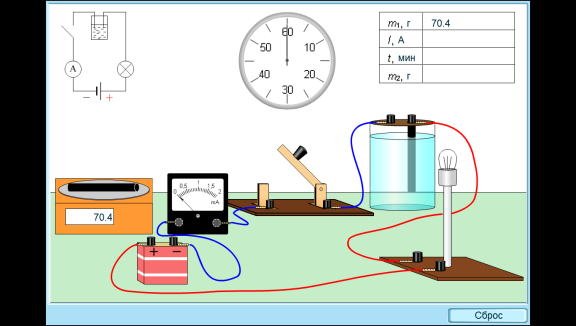 A
− +
60
50 10
40 20
30
m₁, г 70.4
I, А
t, мин
m₂, г
0 0,5 1 1,5 2
mA
70.4
+ −
Сброс